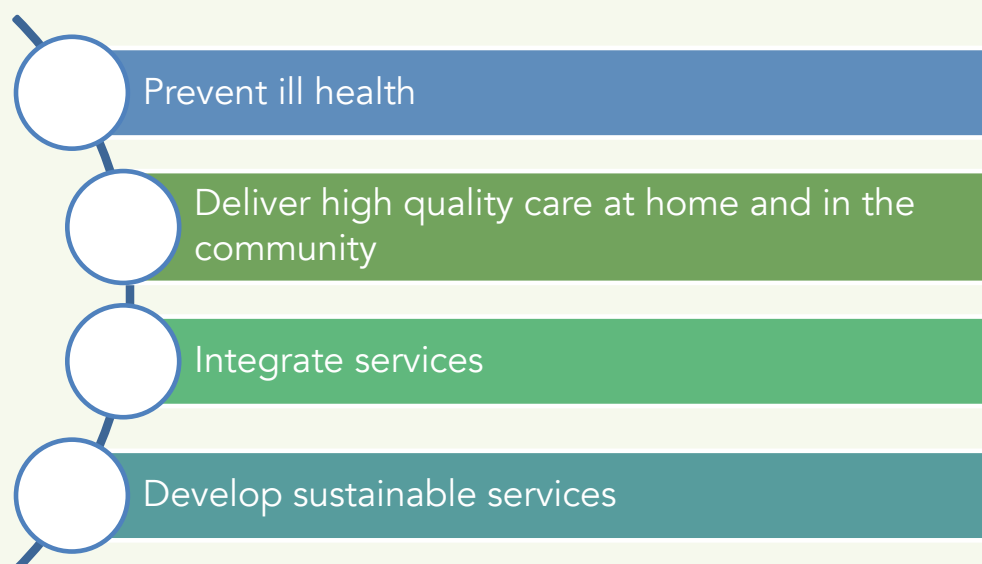 Prevent ill health
Deliver high quality care at home and in the
community
Integrate services
Develop sustainable services